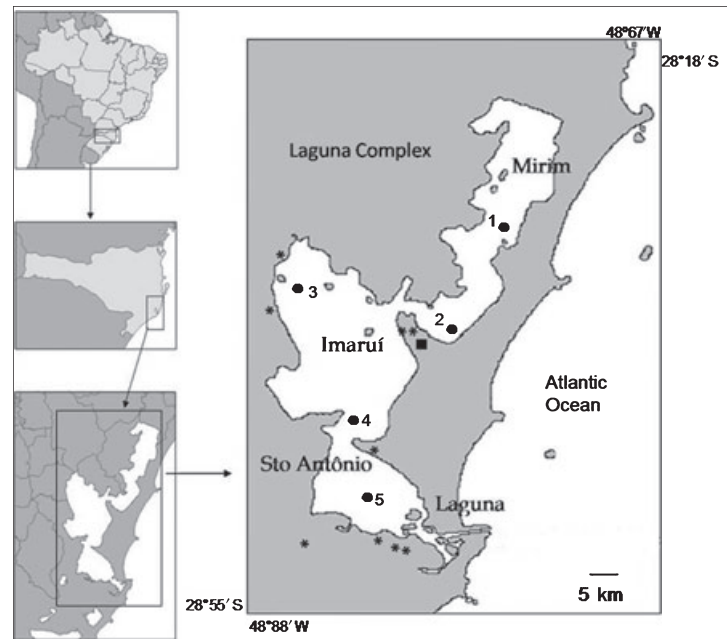 48°67′W
28°18′ S
Laguna Complex
Mirim
1
3
2
Imaruí
Atlantic
Ocean
4
Sto Antônio
5
Laguna
5 km
28°55′ S
48°88′ W